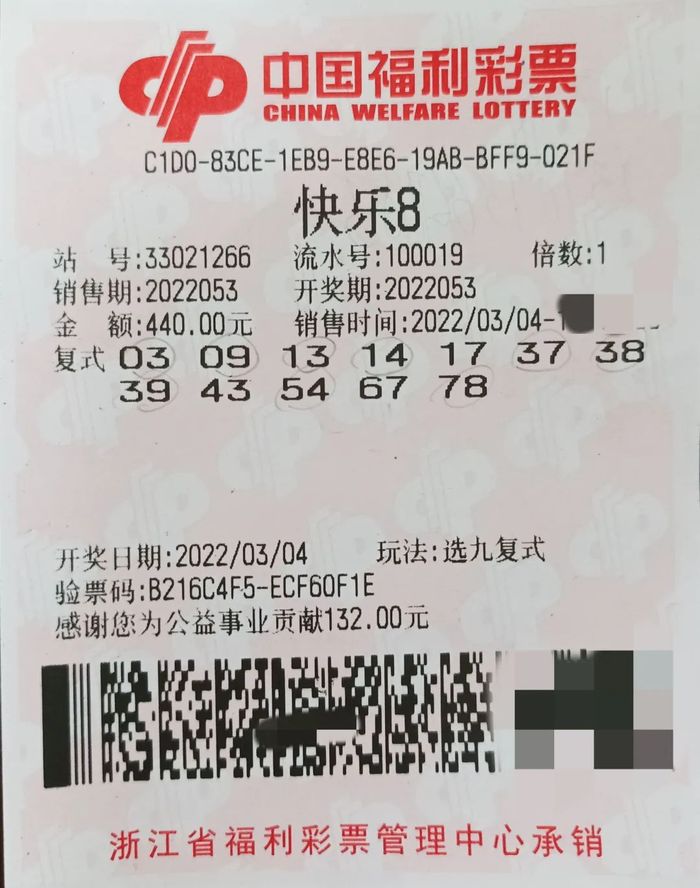 中国福利彩票
CHINA WELFARE LOTTERY
C1D0-83CE-1EB9-E8E6-19AB-BFF9-021F
快乐8
站 号:33021266 流水号:100019 倍数:1
销售期:2022053 开奖期:2022053
金 额:440.00元 销售时间:2022/03/04-
复式 03 09 13 14 17 37 38
39 43 54 67 78
开奖日期:2022/03/04 玩法:选九复式
验票码:B216C4F5-ECF60F1E
感谢您为公益事业贡献132.00元
浙江省福利彩票管理中心承销